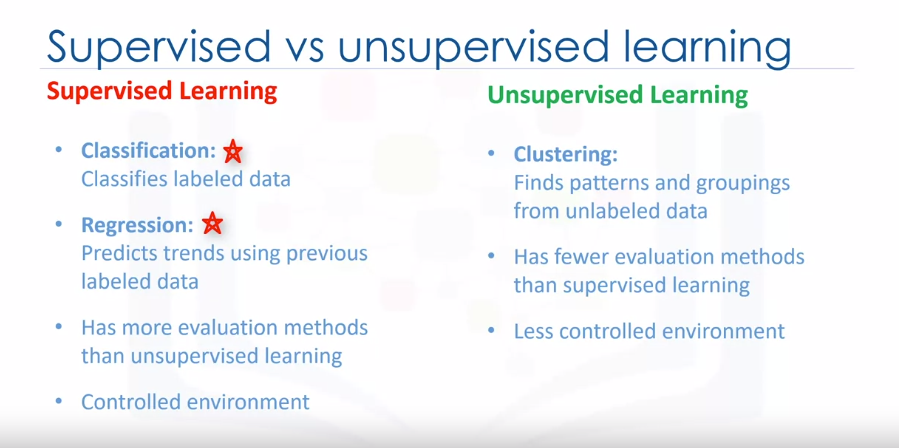 Supervised vs unsupervised learning
Supervised Learning
• Classification:
Classifies labeled data
• Regression:
Predicts trends using previous
labeled data
• Has more evaluation methods
than unsupervised learning
• Controlled environment
Unsupervised Learning
• Clustering:
Finds patterns and groupings
from unlabeled data
• Has fewer evaluation methods
than supervised learning
• Less controlled environment